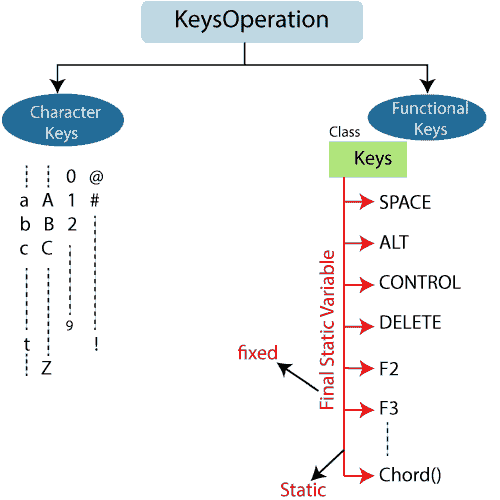 KeysOperation
Character
Keys
Functional
Keys
Class
Keys
0 @
a A 1 #
b B 2
c C
9
t !
Z
SPACE
ALT
CONTROL
DELETE
F2
F3
Chord()
Final Static Variable
fixed
Static